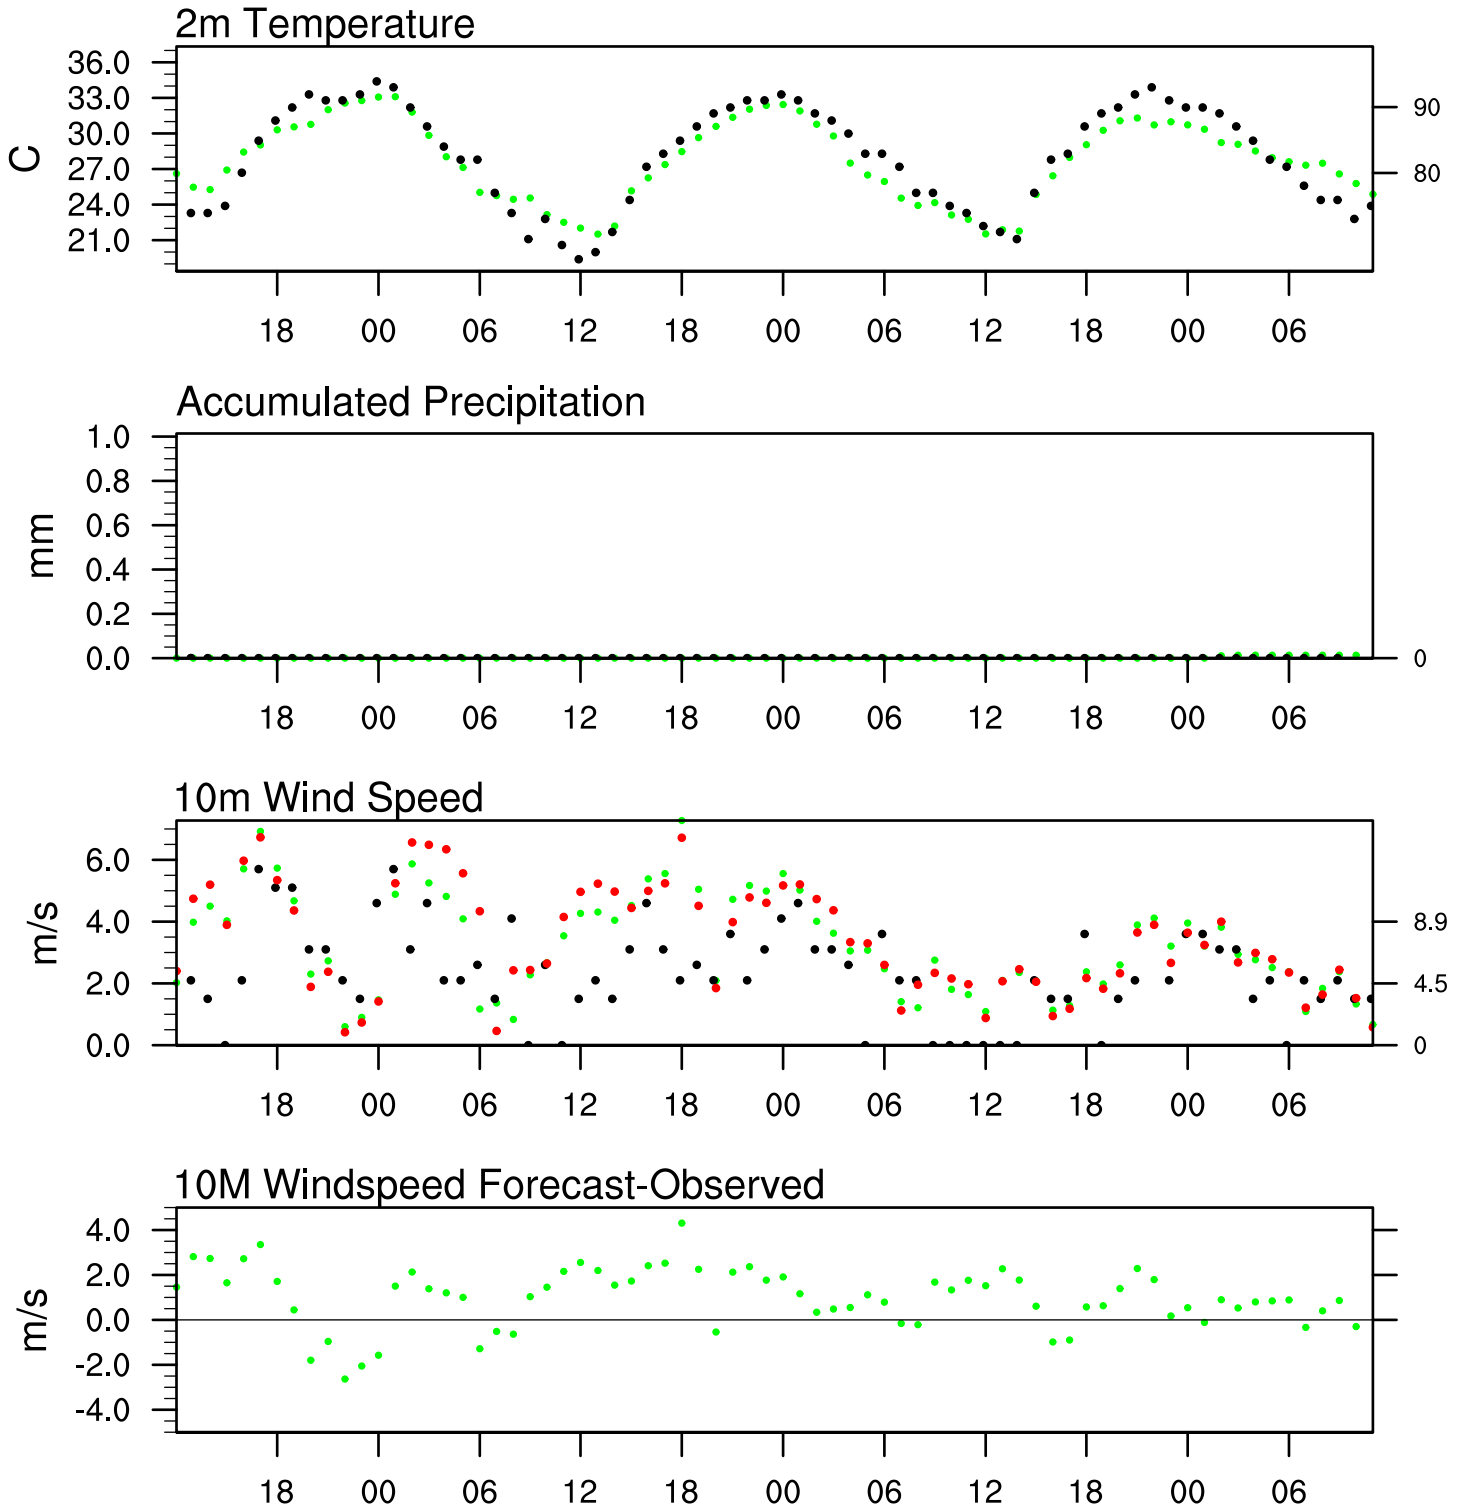 2m Temperature
36.0
33.0
30.0
27.0
24.0
21.0
C
90
80
18 00 06 12 18 00 06 12 18 00 06
Accumulated Precipitation
1.0
0.8
0.6
0.4
0.2
0.0
mm
0
18 00 06 12 18 00 06 12 18 00 06
10m Wind Speed
6.0
4.0
2.0
0.0
m/s
8.9
4.5
0
18 00 06 12 18 00 06 12 18 00 06
10M Windspeed Forecast-Observed
4.0
2.0
0.0
-2.0
-4.0
m/s
18 00 06 12 18 00 06 12 18 00 06